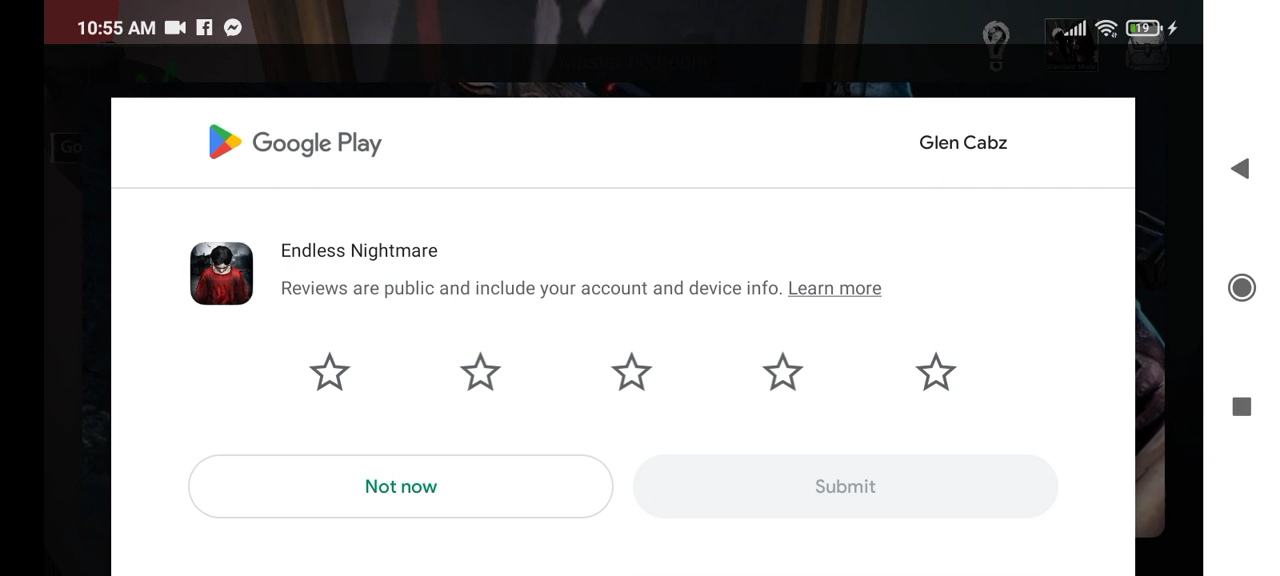 10:55 AM
19
Google Play
Glen Cabz
Endless Nightmare
Reviews are public and include your account and device info. Learn more
Not now
Submit